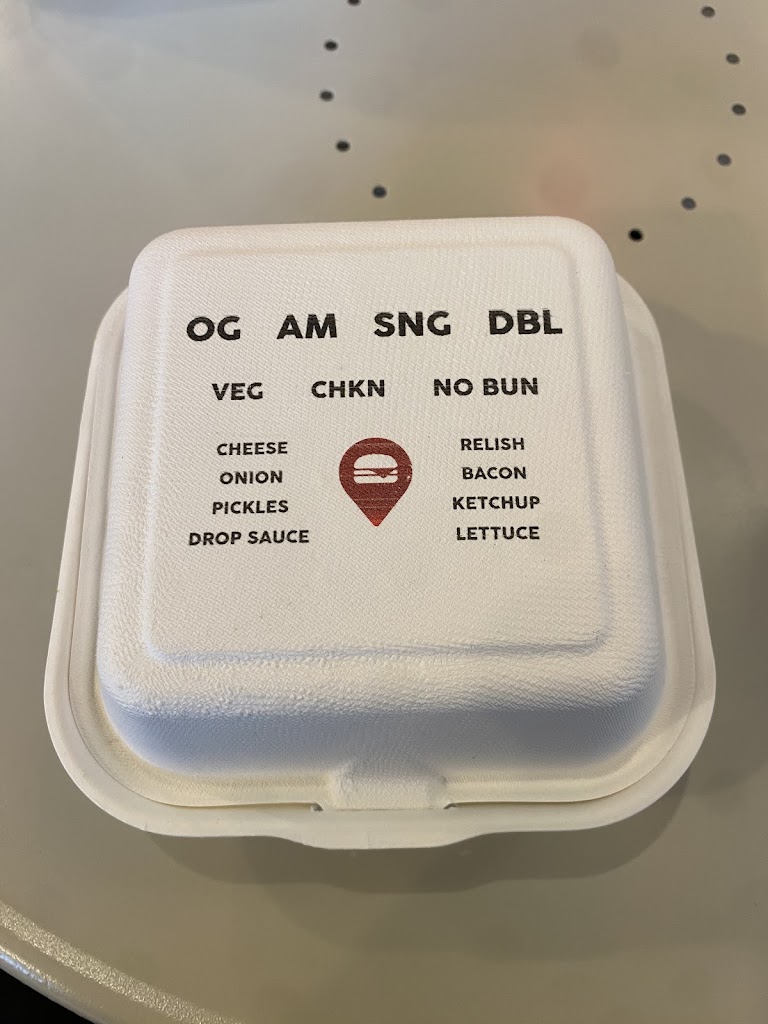 OG AM SNG DBL
VEG CHKN NO BUN
CHEESE RELISH
ONION BACON
PICKLES KETCHUP
DROP SAUCE LETTUCE